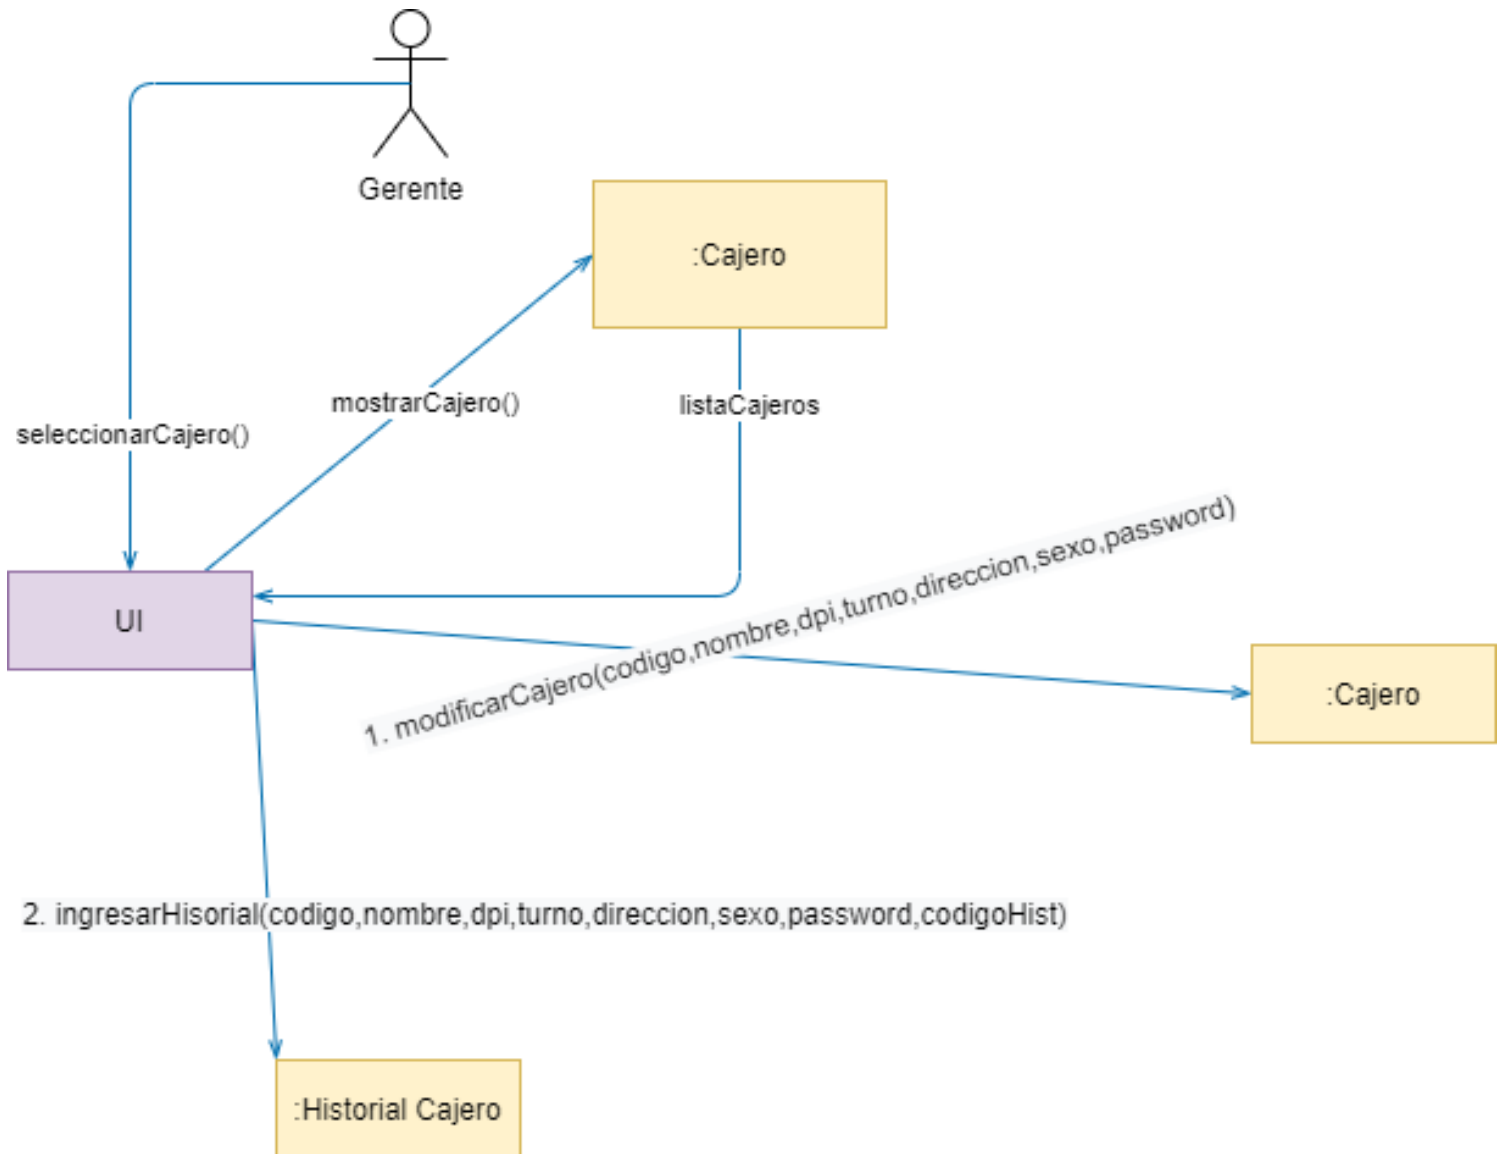 Gerente
:Cajero
mostrarCajero()
listaCajeros
seleccionarCajero()
1. modificarCajero(codigo,nombre,dpi,turno,direccion,sexo,password)
UI
:Cajero
2. ingresarHisorial(codigo,nombre,dpi,turno,direccion,sexo,password,codigoHist)
:Historial Cajero